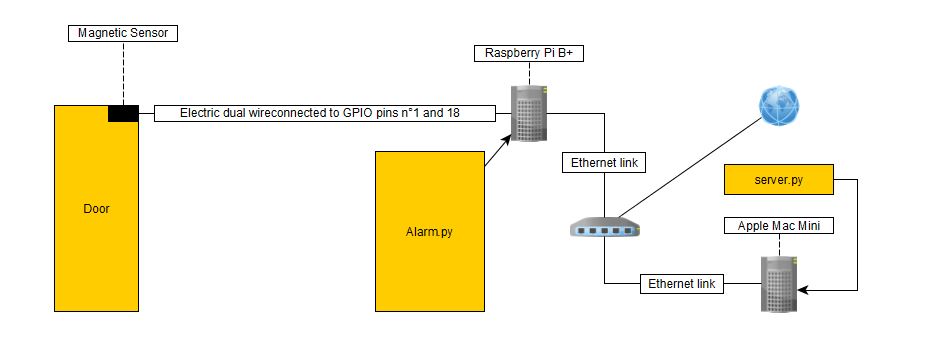 Magnetic Sensor
Raspberry Pi B+
Electric dual wireconnected to GPIO pins n°1 and 18
Ethernet link
server.py
Door
Alarm.py
Apple Mac Mini
Ethernet link